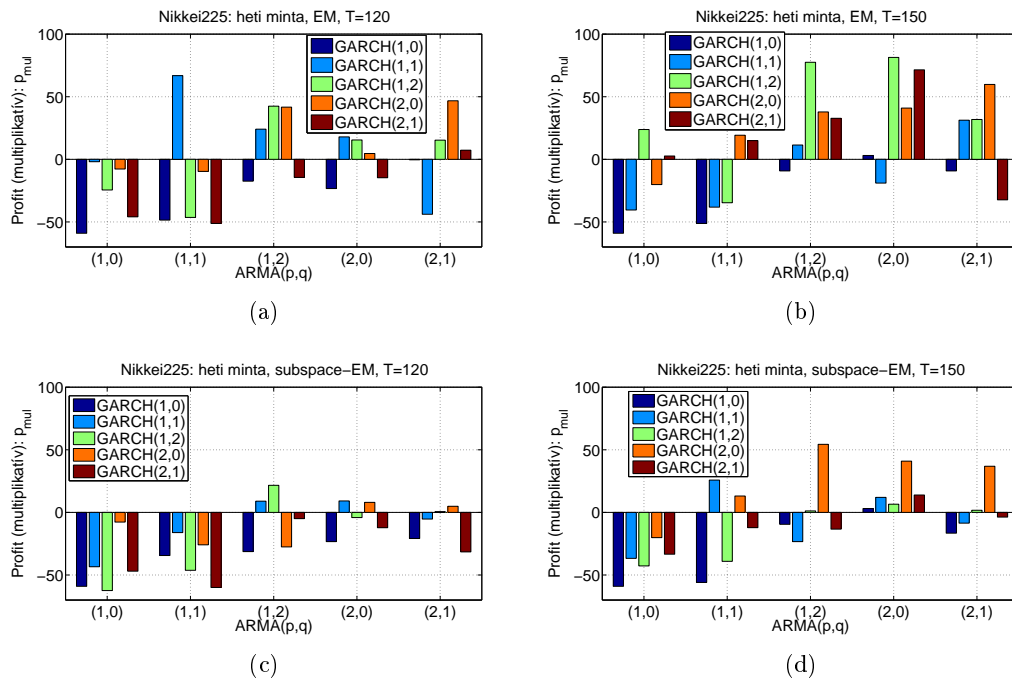 Nikkei225: heti minta, EM, T=120
Profit (multiplikatív): p_mul
100
50
0
−50
GARCH(1,0)
GARCH(1,1)
GARCH(1,2)
GARCH(2,0)
GARCH(2,1)
(1,0) (1,1) (1,2) (2,0) (2,1)
ARMA(p,q)
(a)
Nikkei225: heti minta, EM, T=150
Profit (multiplikatív): p_mul
100
50
0
−50
GARCH(1,0)
GARCH(1,1)
GARCH(1,2)
GARCH(2,0)
GARCH(2,1)
(1,0) (1,1) (1,2) (2,0) (2,1)
ARMA(p,q)
(b)
Nikkei225: heti minta, subspace−EM, T=120
Profit (multiplikatív): p_mul
100
50
0
−50
GARCH(1,0)
GARCH(1,1)
GARCH(1,2)
GARCH(2,0)
GARCH(2,1)
(1,0) (1,1) (1,2) (2,0) (2,1)
ARMA(p,q)
(c)
Nikkei225: heti minta, subspace−EM, T=150
Profit (multiplikatív): p_mul
100
50
0
−50
GARCH(1,0)
GARCH(1,1)
GARCH(1,2)
GARCH(2,0)
GARCH(2,1)
(1,0) (1,1) (1,2) (2,0) (2,1)
ARMA(p,q)
(d)